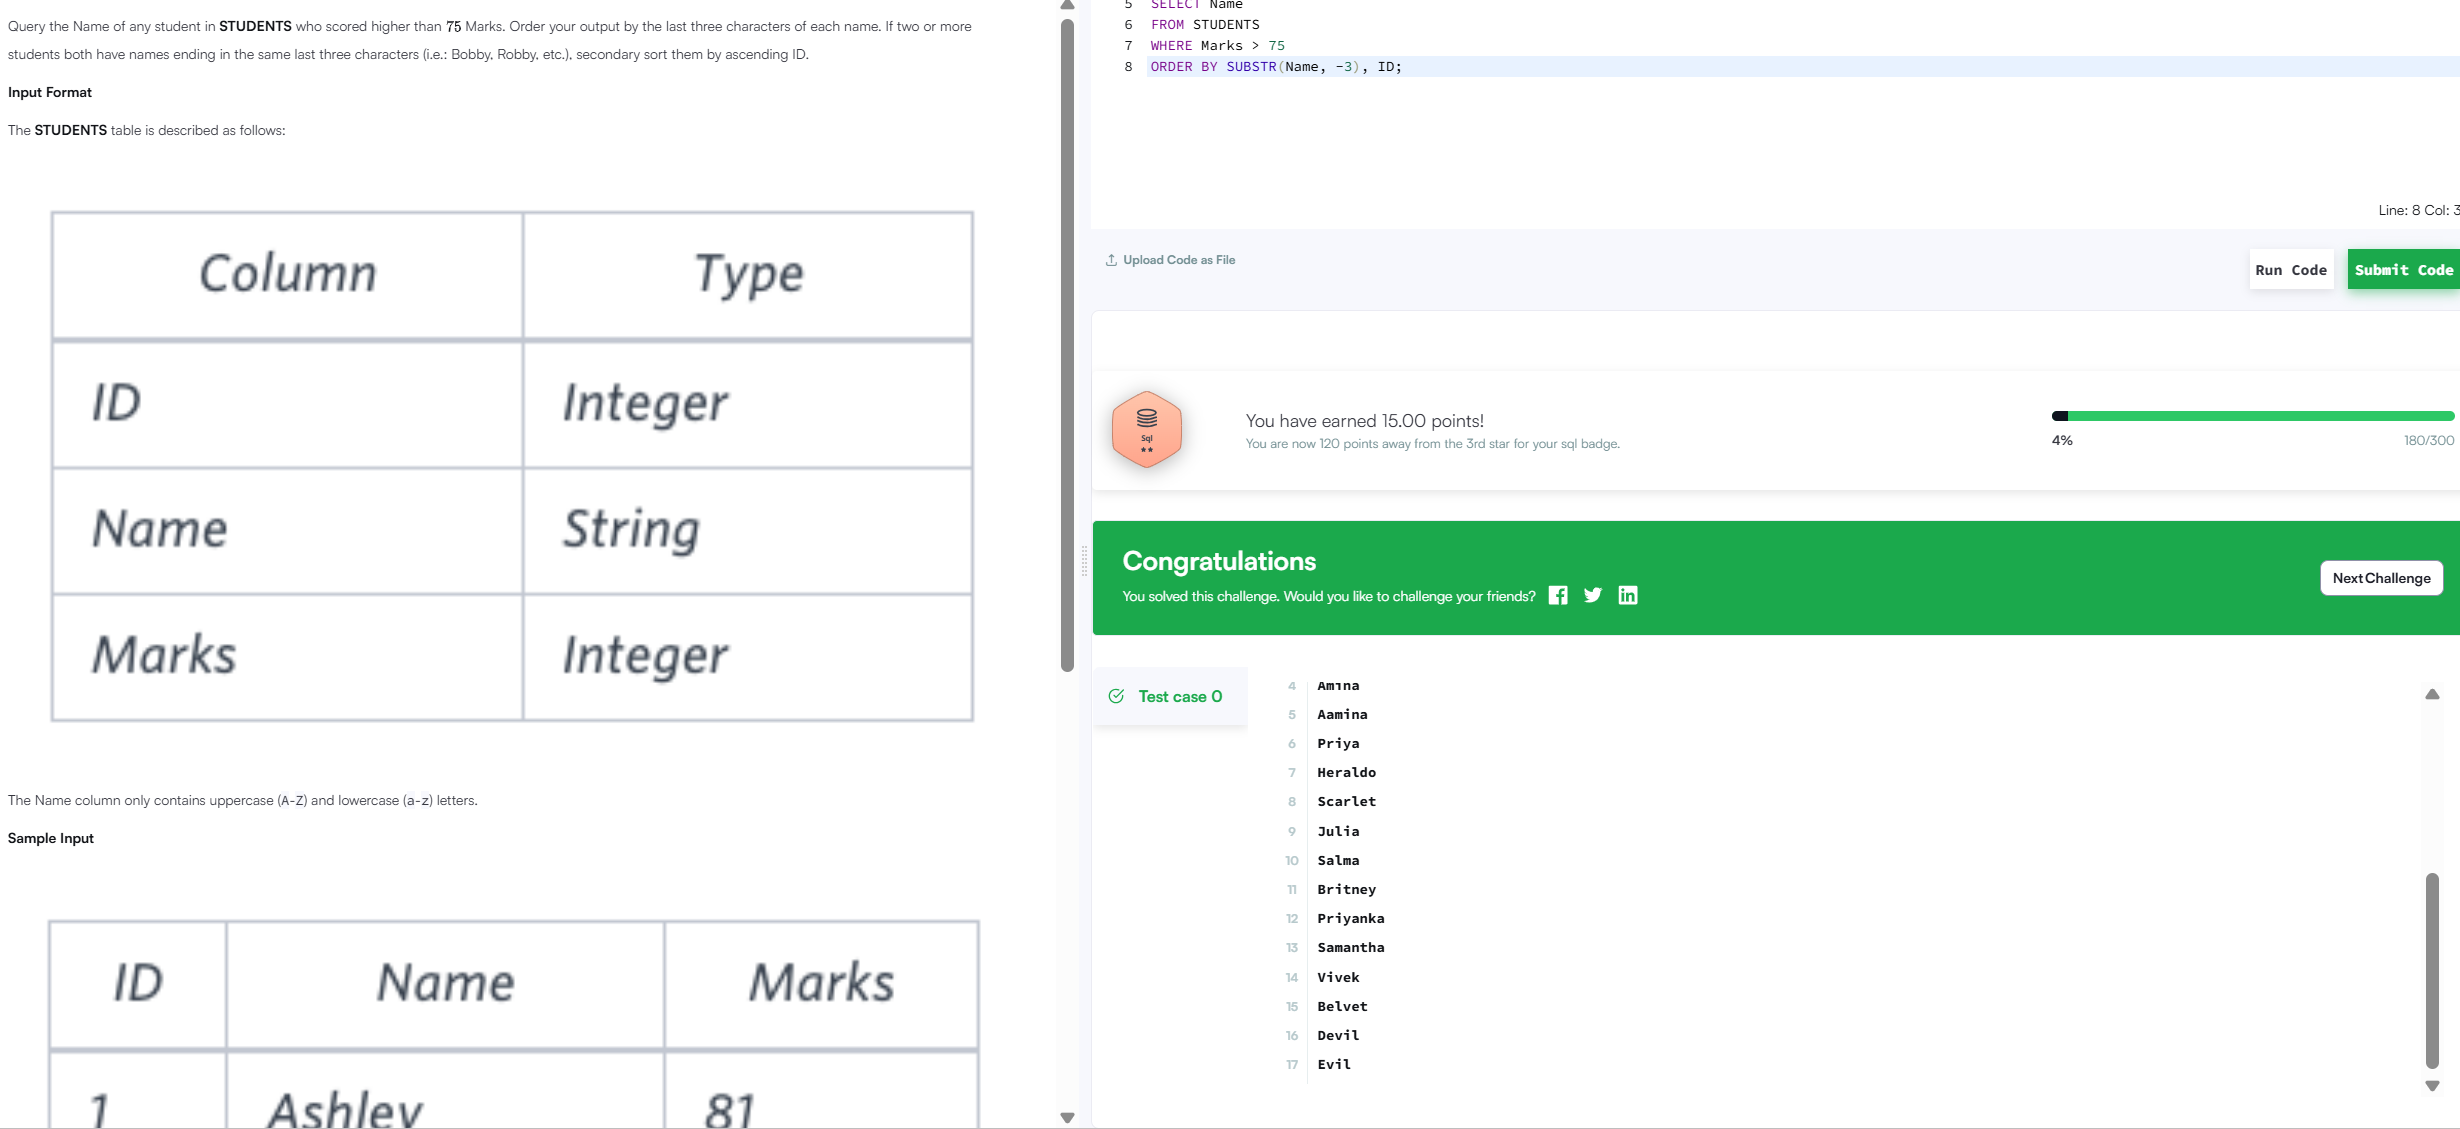 Query the Name of any student in STUDENTS who scored higher than 75 Marks. Order your output by the last three characters of each name. If two or more
students both have names ending in the same last three characters (i.e.: Bobby, Robby, etc.), secondary sort them by ascending ID.
Input Format
The STUDENTS table is described as follows:
Column Type
ID Integer
Name String
Marks Integer
The Name column only contains uppercase (A-Z) and lowercase (a-z) letters.
Sample Input
ID Name Marks
1 Ashley 81
5 SELECT Name
6 FROM STUDENTS
7 WHERE Marks > 75
8 ORDER BY SUBSTR(Name, -3), ID;
Line: 8 Col: 3
Upload Code as File
Run Code
Submit Code
Sql
**
You have earned 15.00 points!
You are now 120 points away from the 3rd star for your sql badge.
4% 180/300
Congratulations
You solved this challenge. Would you like to challenge your friends?
Next Challenge
Test case 0
4 Amina
5 Aamina
6 Priya
7 Heraldo
8 Scarlet
9 Julia
10 Salma
11 Britney
12 Priyanka
13 Samantha
14 Vivek
15 Belvet
16 Devil
17 Evil